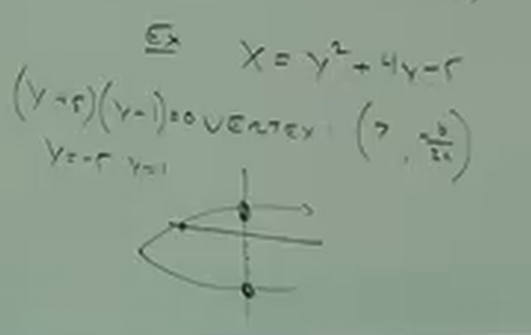 Ex
X = y² + 4y - 5
(y+5)(y-1)=0 VERTEX: (?, -b/2a)
y=-5 y=1